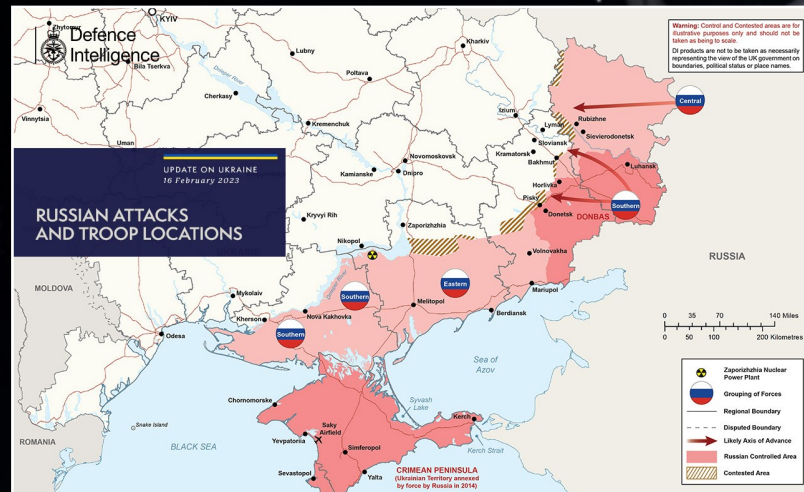 Defence
Intelligence
UPDATE ON UKRAINE
16 February 2023
RUSSIAN ATTACKS
AND TROOP LOCATIONS
Warning: Control and Contested areas are for
illustrative purposes only and should not be
taken as being to scale.
DI products are not to be taken as necessarily
representing the view of the UK government on
boundaries, political status or place names.
Zhytomyr
KYIV
Bila Tserkva
Lubny
Kharkiv
Poltava
Dnieper River
Cherkasy
Vinnytsia
Kremenchuk
Uman
Izium
Lyman
Rubizhne
Sievierodonetsk
Central
Sloviansk
Kramatorsk
Bakhmut
Luhansk
Novomoskovsk
Kamianske
Dnipro
Horlivka
Pisky
Donetsk
DONBAS
Southern
Kryvyi Rih
Zaporizhzhia
Nikopol
Volnovakha
RUSSIA
MOLDOVA
Mykolaiv
Kherson
Nova Kakhovka
Dnieper River
Southern
Southern
Eastern
Melitopol
Mariupol
Berdiansk
Odesa
Sea of
Azov
Chornomorske
Syvash
Lake
Snake Island
Saky
Airfield
Kerch
Yevpatoriia
Simferopol
Kerch Strait
ROMANIA
BLACK SEA
Sevastopol
Yalta
CRIMEAN PENINSULA
(Ukrainian Territory annexed
by force by Russia in 2014)
0 35 70 140 Miles
0 50 100 200 Kilometres
Zaporizhzhia Nuclear
Power Plant
Grouping of Forces
Regional Boundary
Disputed Boundary
Likely Axis of Advance
Russian Controlled Area
Contested Area